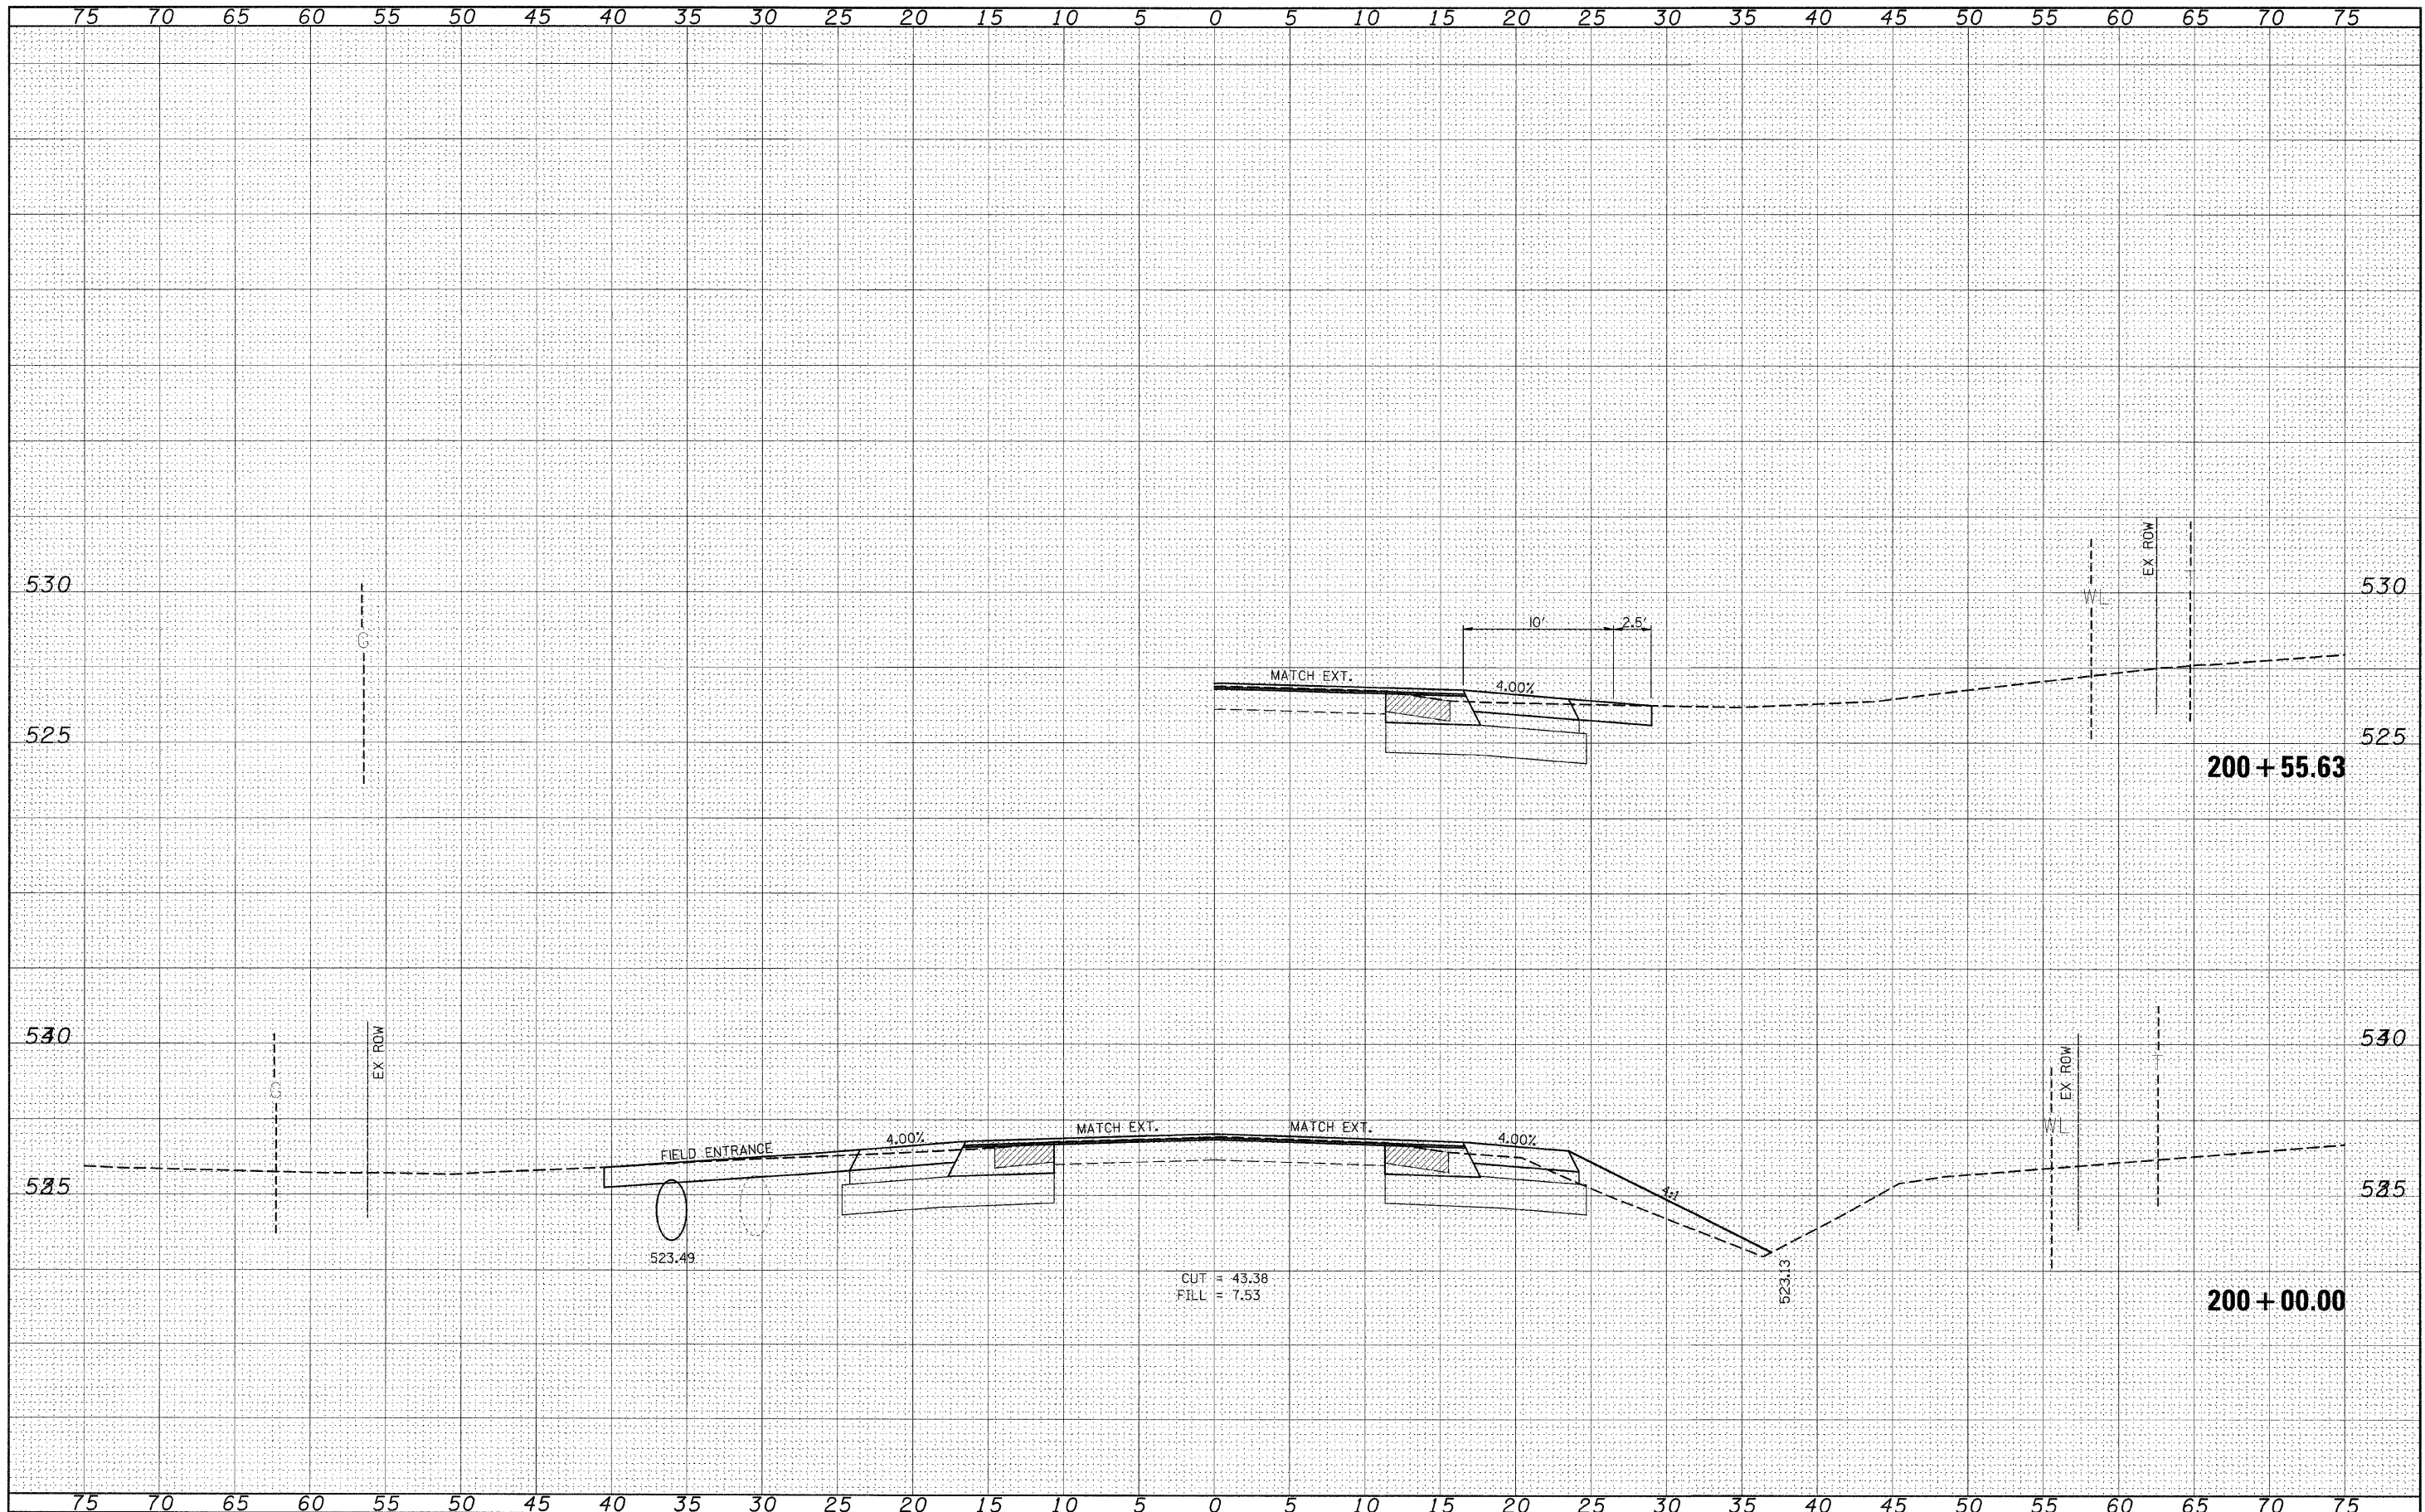 75 70 65 60 55 50 45 40 35 30 25 20 15 10 5 0 5 10 15 20 25 30 35 40 45 50 55 60 65 70 75
EX ROW
530 530
G WL T
10' 2.5'
MATCH EXT. 4.00%
525 525
200+55.63
530 530
EX ROW EX ROW
G T
WL
FIELD ENTRANCE 4.00% MATCH EXT. MATCH EXT. 4.00%
525 525
4:1
523.49
523.13
CUT = 43.38
FILL = 7.53
200+00.00
75 70 65 60 55 50 45 40 35 30 25 20 15 10 5 0 5 10 15 20 25 30 35 40 45 50 55 60 65 70 75